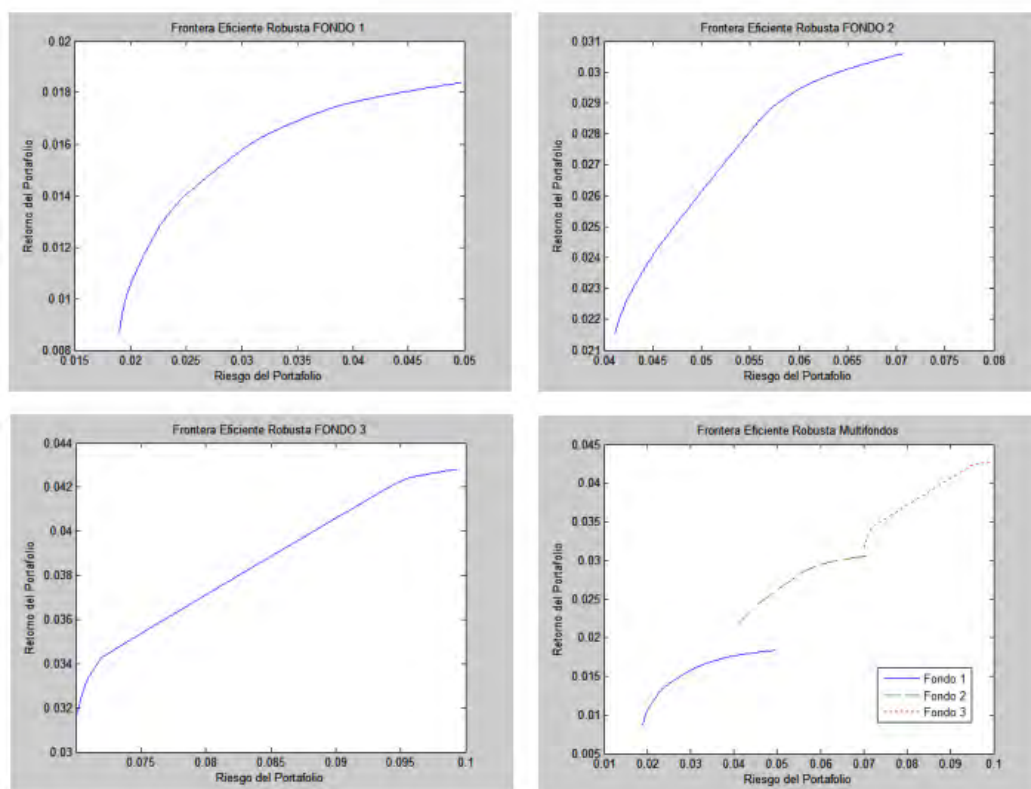 Frontera Eficiente Robusta FONDO 1
0.02
0.018
0.016
0.014
0.012
0.01
0.008
Retorno del Portafolio
0.015 0.02 0.025 0.03 0.035 0.04 0.045 0.05
Riesgo del Portafolio
Frontera Eficiente Robusta FONDO 2
0.031
0.03
0.029
0.028
0.027
0.026
0.025
0.024
0.023
0.022
0.021
Retorno del Portafolio
0.04 0.045 0.05 0.055 0.06 0.065 0.07 0.075 0.08
Riesgo del Portafolio
Frontera Eficiente Robusta FONDO 3
0.044
0.042
0.04
0.038
0.036
0.034
0.032
0.03
Retorno del Portafolio
0.075 0.08 0.085 0.09 0.095 0.1
Riesgo del Portafolio
Frontera Eficiente Robusta Multifondos
0.045
0.04
0.035
0.03
0.025
0.02
0.015
0.01
0.005
Retorno del Portafolio
0.01 0.02 0.03 0.04 0.05 0.06 0.07 0.08 0.09 0.1
Riesgo del Portafolio
Fondo 1
Fondo 2
Fondo 3